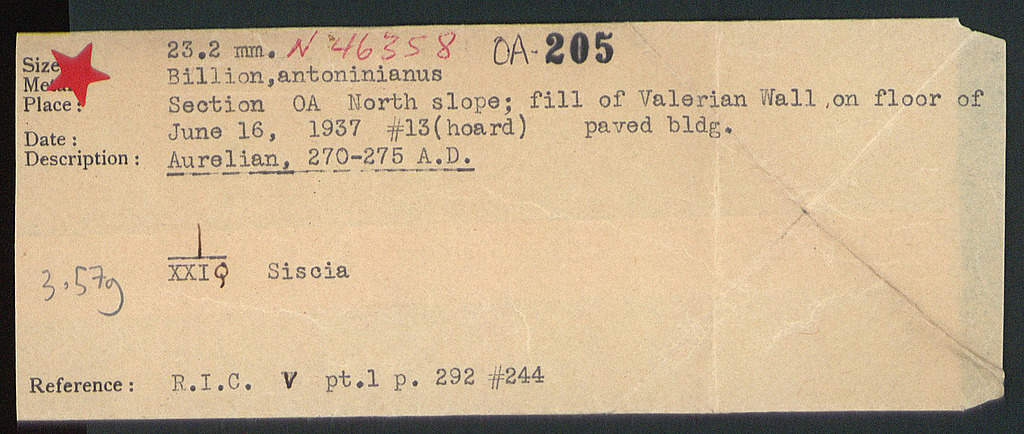 Size 23.2 mm. N 46358 OA-205
Billion,antoninianus
Place: Section OA North slope; fill of Valerian Wall,on floor of
Date: June 16, 1937 #13(hoard) paved bldg.
Description: Aurelian, 270-275 A.D.
XXIQ Siscia
3.57g
Reference: R.I.C. V pt.1 p. 292 #244